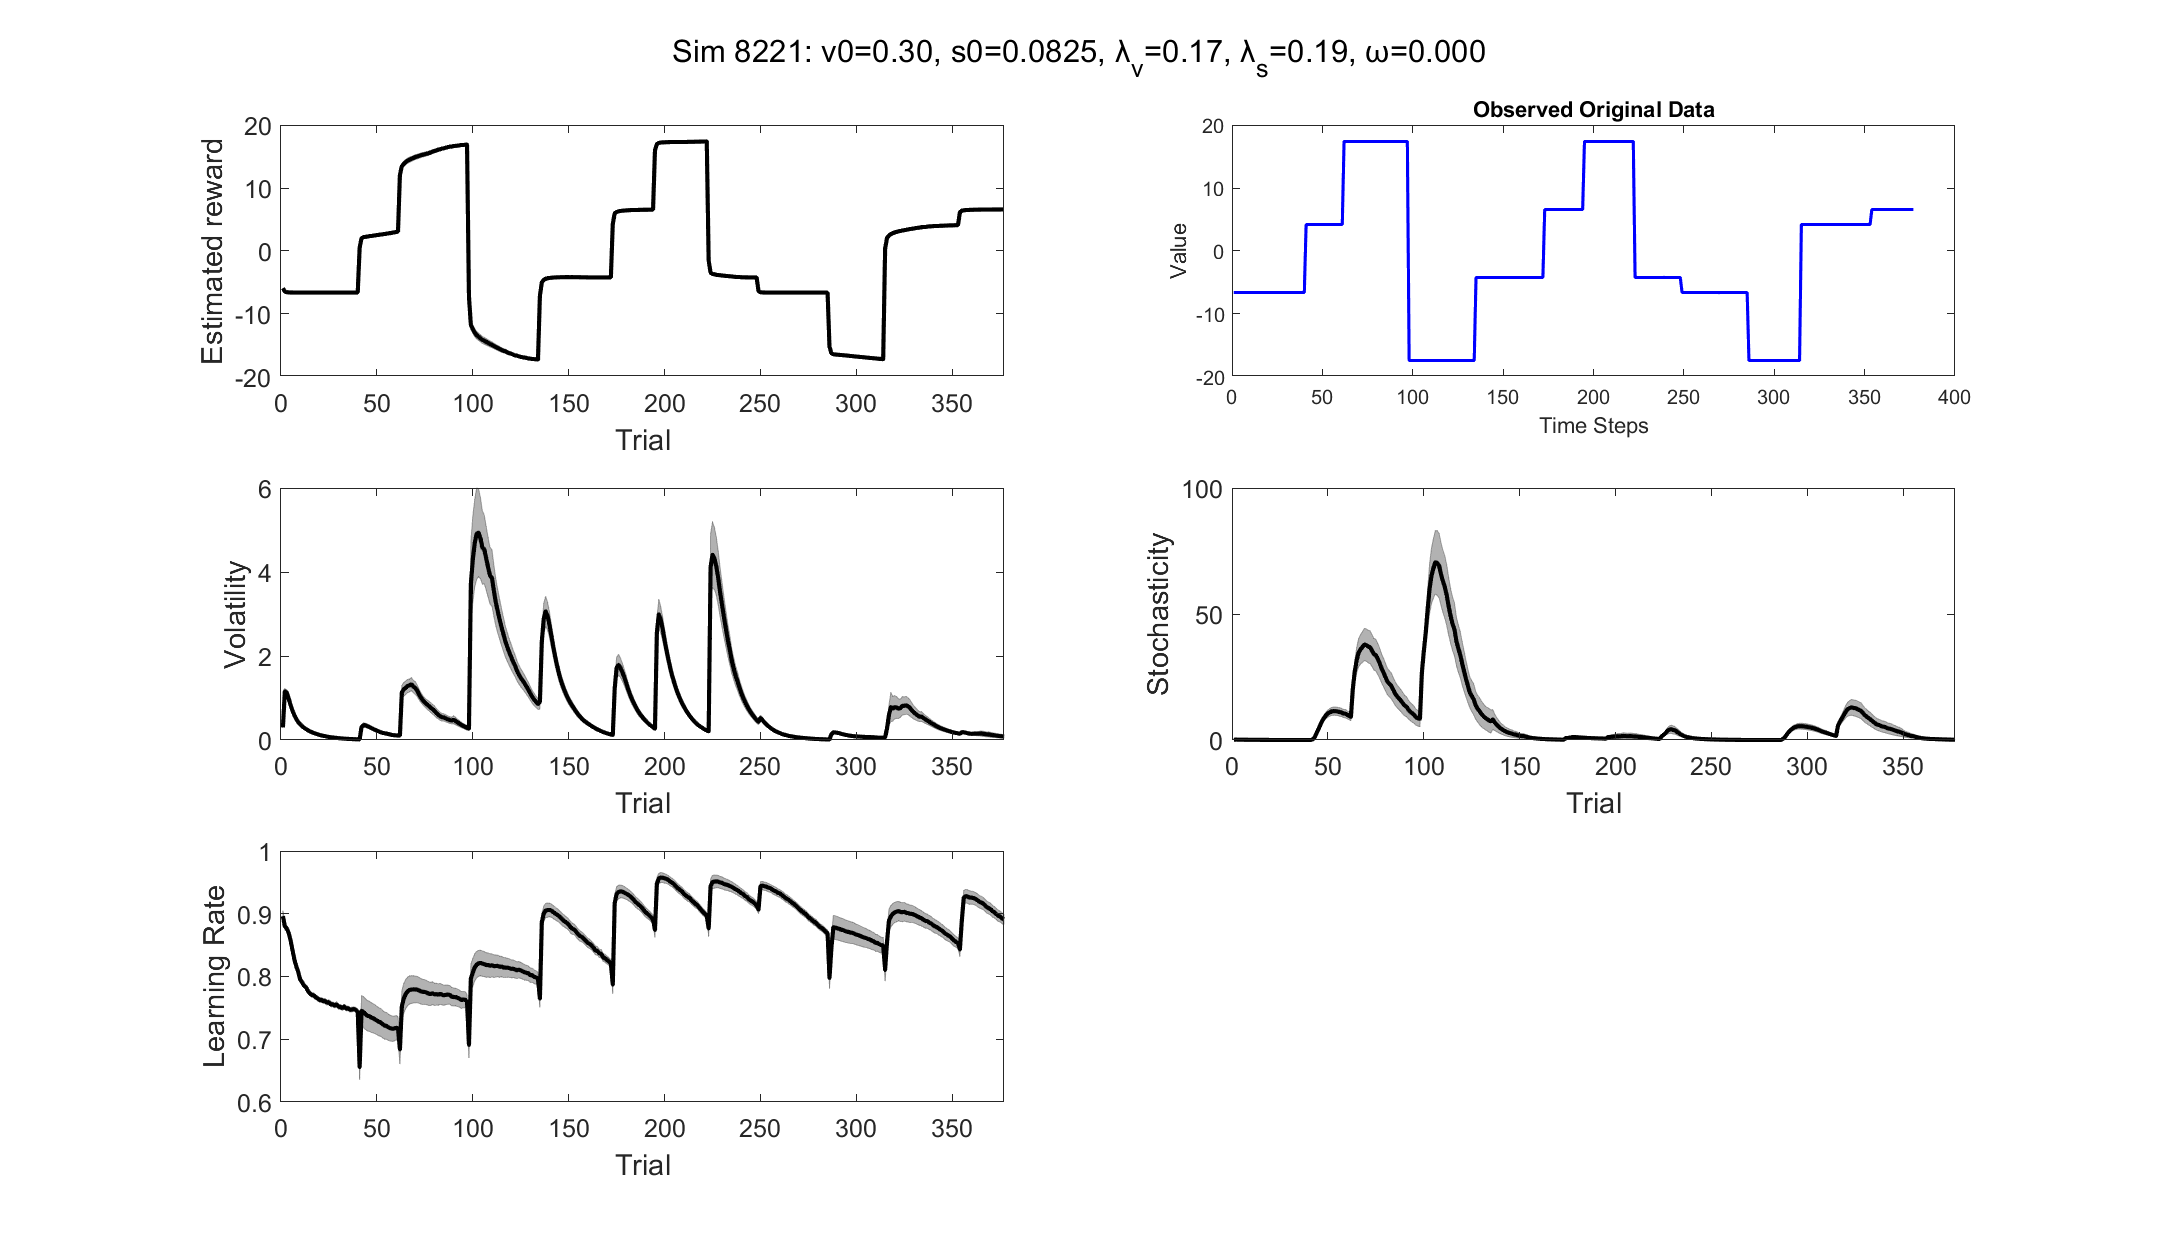 Sim 8221: v0=0.30, s0=0.0825, λ_v=0.17, λ_s=0.19, ω=0.000
Estimated reward
20
10
0
-10
-20
0 50 100 150 200 250 300 350
Trial
Observed Original Data
Value
20
10
0
-10
-20
0 50 100 150 200 250 300 350 400
Time Steps
Volatility
6
4
2
0
0 50 100 150 200 250 300 350
Trial
Stochasticity
100
50
0
0 50 100 150 200 250 300 350
Trial
Learning Rate
1
0.9
0.8
0.7
0.6
0 50 100 150 200 250 300 350
Trial